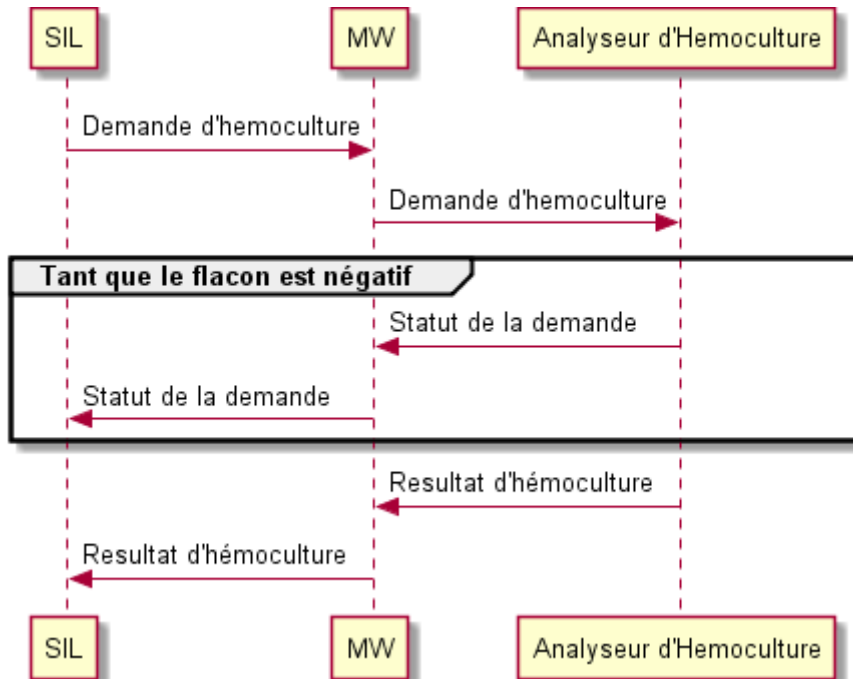 SIL
MW
Analyseur d'Hemoculture
Demande d'hemoculture
Demande d'hemoculture
Tant que le flacon est négatif
Statut de la demande
Statut de la demande
Resultat d'hémoculture
Resultat d'hémoculture
SIL
MW
Analyseur d'Hemoculture